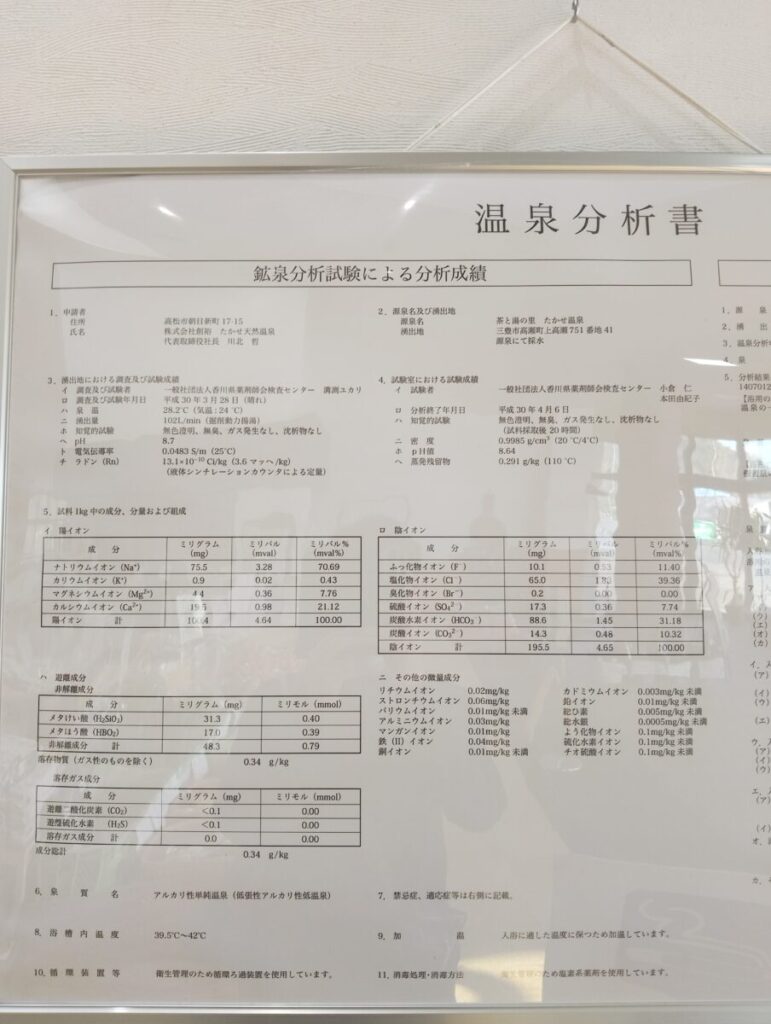 温泉分析書
鉱泉分析試験による分析成績
1. 申請者
住所 高松市朝日新町17-15
氏名 株式会社創裕 たかせ天然温泉
代表取締役社長 川北 哲
2. 源泉名及び湧出地
源泉名 茶と湯の里 たかせ温泉
湧出地 三豊市高瀬町上高瀬751番地41
源泉にて採水
3. 湧出地における調査及び試験成績
イ 調査及び試験者 一般社団法人香川県薬剤師会検査センター 溝渕ユカリ
ロ 調査及び試験年月日 平成30年3月28日（晴れ）
ハ 泉温 28.2℃（気温：24℃）
ニ 湧出量 102L/min（掘削動力揚湯）
ホ 知覚的試験 無色澄明、無臭、ガス発生なし、沈析物なし
ヘ pH 8.7
ト 電気伝導率 0.0483 S/m（25℃）
チ ラドン（Rn） 13.1×10⁻¹⁰ Ci/kg（3.6 マッヘ/kg）
（液体シンチレーションカウンタによる定量）
4. 試験室における試験成績
イ 試験者 一般社団法人香川県薬剤師会検査センター 小倉 仁
本田由紀子
ロ 分析終了年月日 平成30年4月6日
ハ 知覚的試験 無色澄明、無臭、ガス発生なし、沈析物なし
（試料採取後20時間）
ニ 密度 0.9985 g/cm³（20℃/4℃）
ホ pH値 8.64
ヘ 蒸発残留物 0.291 g/kg（110℃）
5. 試料1kg中の成分、分量および組成
イ 陽イオン
成分 ミリグラム（mg） ミリバル（mval） ミリバル%（mval%）
ナトリウムイオン（Na⁺） 75.5 3.28 70.69
カリウムイオン（K⁺） 0.9 0.02 0.43
マグネシウムイオン（Mg²⁺） 4.4 0.36 7.76
カルシウムイオン（Ca²⁺） 19.6 0.98 21.12
陽イオン 計 100.4 4.64 100.00
ロ 陰イオン
成分 ミリグラム（mg） ミリバル（mval） ミリバル%（mval%）
ふっ化物イオン（F⁻） 10.1 0.53 11.40
塩化物イオン（Cl⁻） 65.0 1.83 39.36
臭化物イオン（Br⁻） 0.2 0.00 0.00
硫酸イオン（SO₄²⁻） 17.3 0.36 7.74
炭酸水素イオン（HCO₃⁻） 88.6 1.45 31.18
炭酸イオン（CO₃²⁻） 14.3 0.48 10.32
陰イオン 計 195.5 4.65 100.00
ハ 遊離成分
非解離成分
成分 ミリグラム（mg） ミリモル（mmol）
メタけい酸（H₂SiO₃） 31.3 0.40
メタほう酸（HBO₂） 17.0 0.39
非解離成分 計 48.3 0.79
溶存物質（ガス性のものを除く） 0.34 g/kg
溶存ガス成分
成分 ミリグラム（mg） ミリモル（mmol）
遊離二酸化炭素（CO₂） <0.1 0.00
遊離硫化水素（H₂S） <0.1 0.00
溶存ガス成分 計 0.0 0.00
成分総計 0.34 g/kg
ニ その他の微量成分
リチウムイオン 0.02mg/kg
ストロンチウムイオン 0.06mg/kg
バリウムイオン 0.01mg/kg 未満
アルミニウムイオン 0.03mg/kg
マンガンイオン 0.01mg/kg
鉄（II）イオン 0.04mg/kg
銅イオン 0.01mg/kg 未満
カドミウムイオン 0.003mg/kg 未満
鉛イオン 0.01mg/kg 未満
総ひ素 0.005mg/kg 未満
総水銀 0.0005mg/kg 未満
よう化物イオン 0.1mg/kg 未満
硫化水素イオン 0.1mg/kg 未満
チオ硫酸イオン 0.1mg/kg 未満
6. 泉質名 アルカリ性単純温泉（低張性アルカリ性低温泉）
7. 禁忌症、適応症等は右側に記載。
8. 浴槽内温度 39.5℃〜42℃
9. 加温 入浴に適した温度に保つため加温しています。
10. 循環装置等 衛生管理のため循環ろ過装置を使用しています。
11. 消毒処理・消毒方法 衛生管理のため塩素系薬剤を使用しています。
1. 源泉
2. 湧出
3. 温泉分析
4. 泉
5. 分析結果